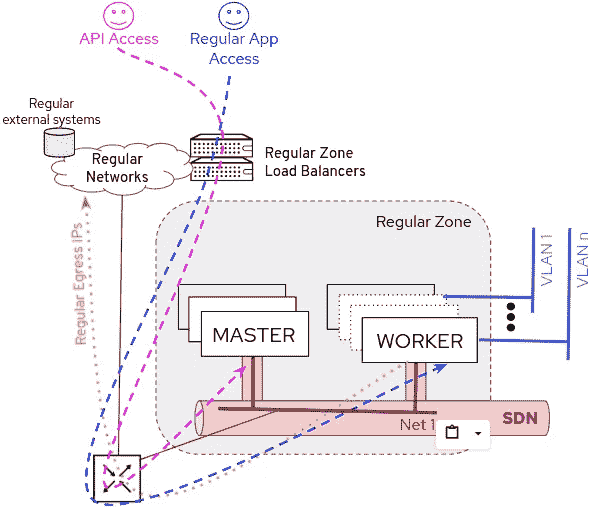 API Access
Regular App
Access
Regular
external systems
Regular
Networks
Regular Zone
Load Balancers
Regular Zone
Regular Egress IPs
VLAN 1
VLAN n
MASTER
WORKER
Net 1
SDN